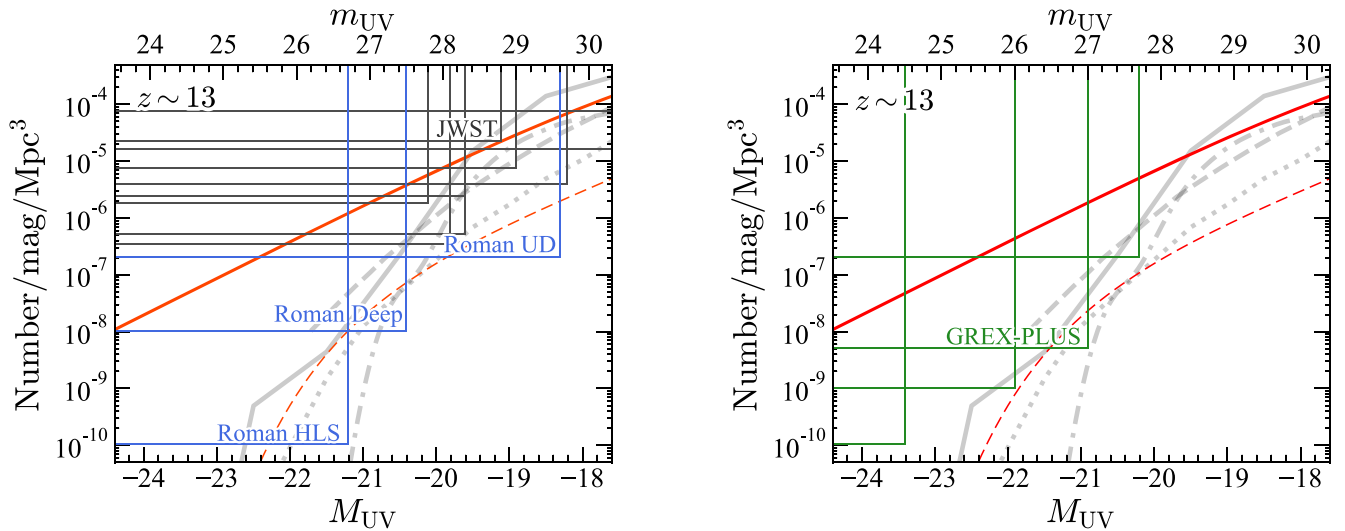 m_UV
24 25 26 27 28 29 30
z ~ 13
10^-4
10^-5
10^-6
10^-7
10^-8
10^-9
10^-10
Number/mag/Mpc^3
JWST
Roman UD
Roman Deep
Roman HLS
−24 −23 −22 −21 −20 −19 −18
M_UV
m_UV
24 25 26 27 28 29 30
z ~ 13
10^-4
10^-5
10^-6
10^-7
10^-8
10^-9
10^-10
Number/mag/Mpc^3
GREX-PLUS
−24 −23 −22 −21 −20 −19 −18
M_UV